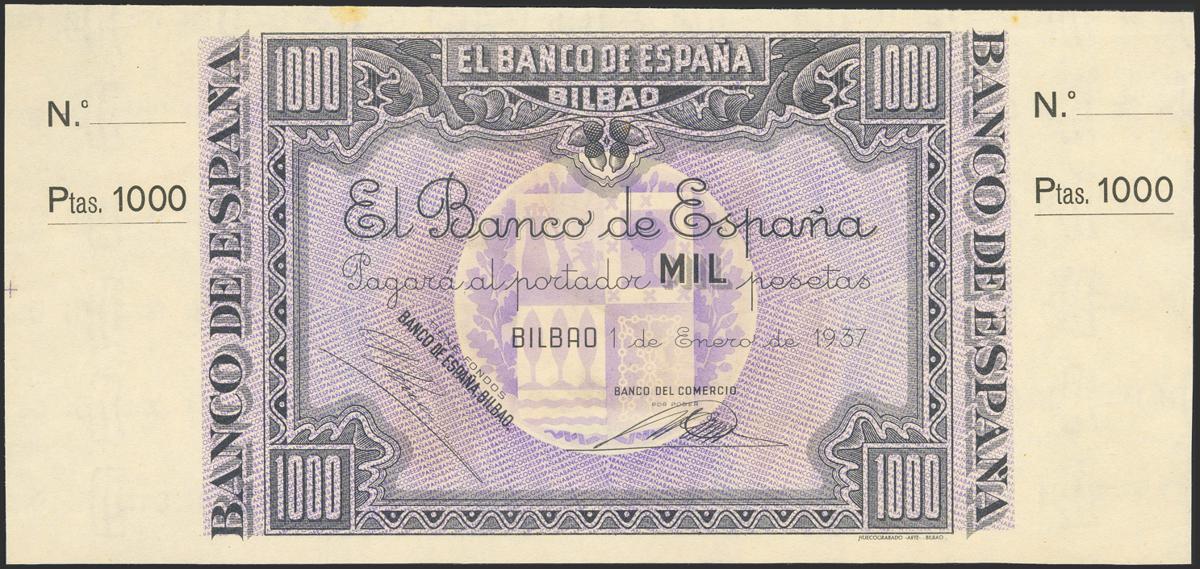 N.º
Ptas. 1000
BANCO DE ESPAÑA
1000
EL BANCO DE ESPAÑA
BILBAO
1000
El Banco de España
Pagará al portador MIL pesetas
BILBAO 1 de Enero de 1937
FONDOS
BANCO DE ESPAÑA-BILBAO.
BANCO DEL COMERCIO
POR PODER
1000
1000
HUECOGRABADO -ARTE- .BILBAO.
BANCO DE ESPAÑA
N.º
Ptas. 1000